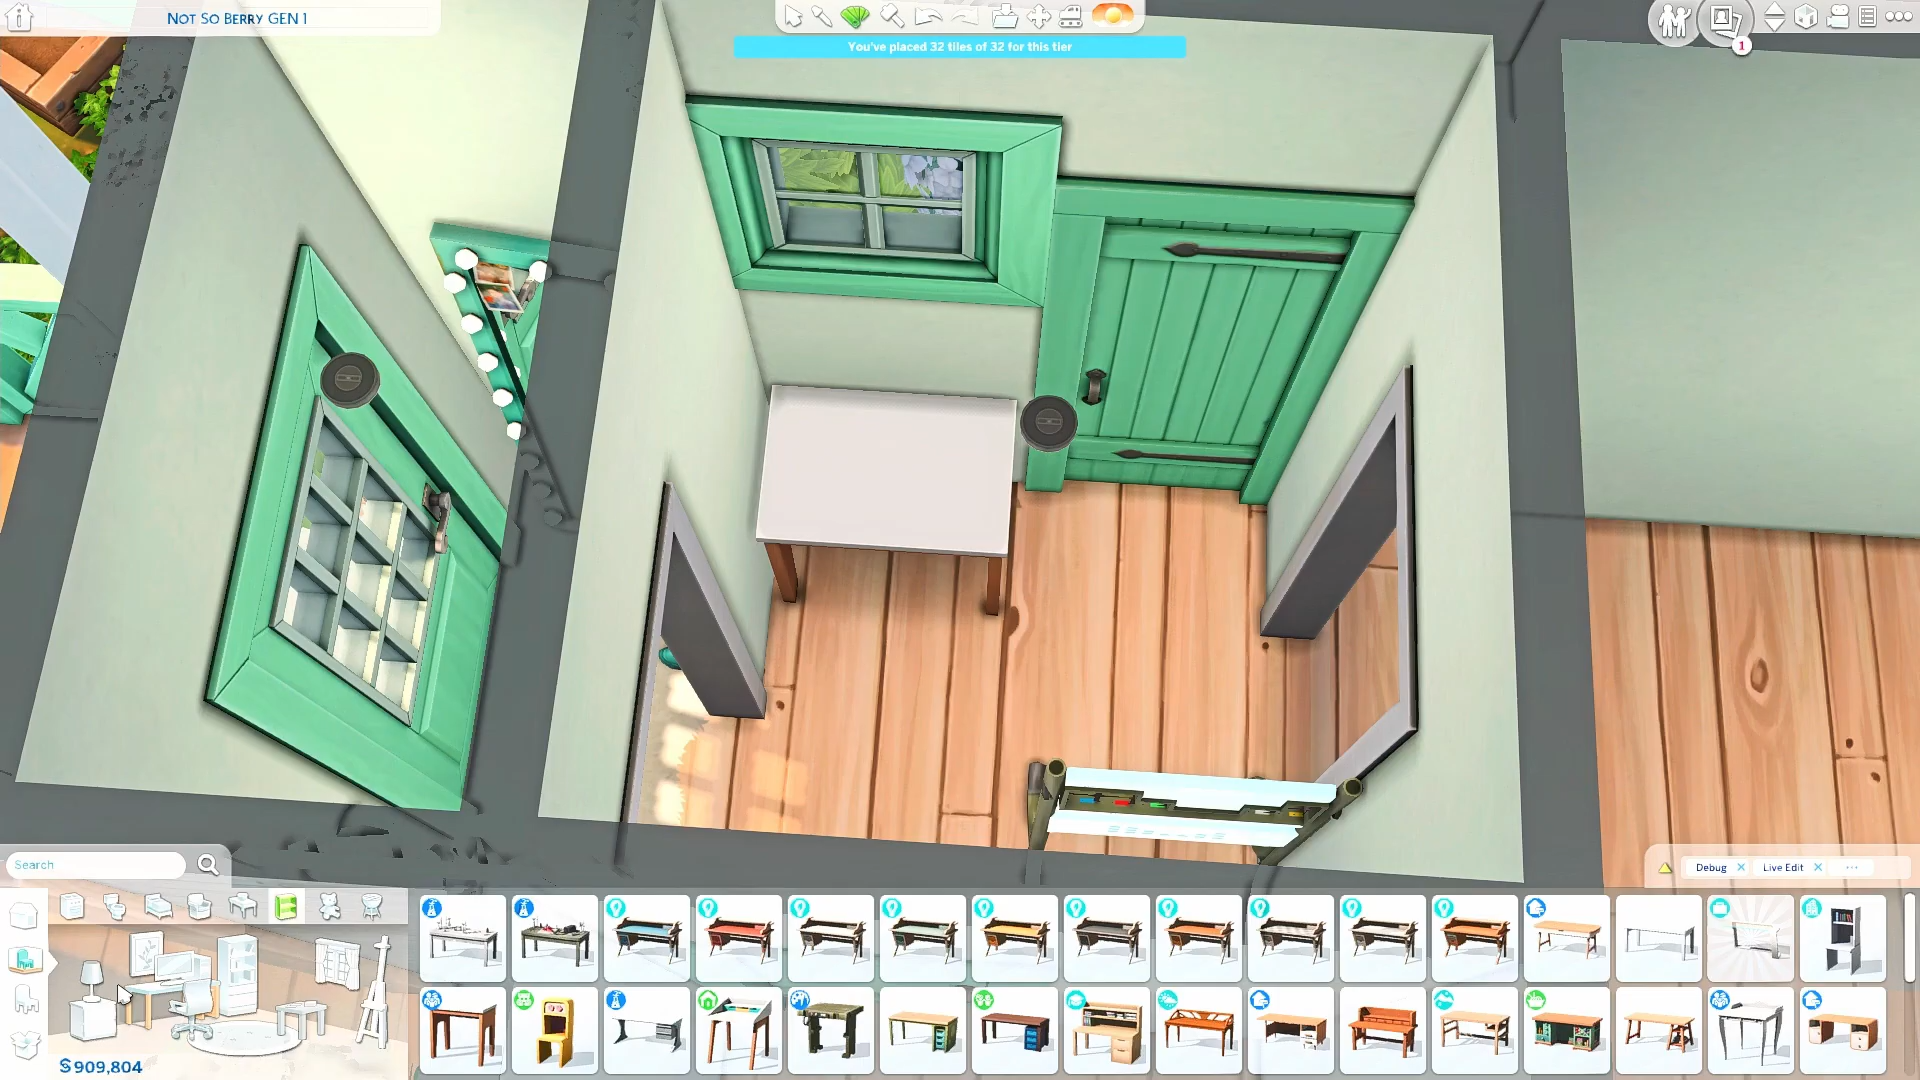 NOT SO BERRY GEN 1
You've placed 32 tiles of 32 for this tier
1
Search
Debug
Live Edit
§909,804